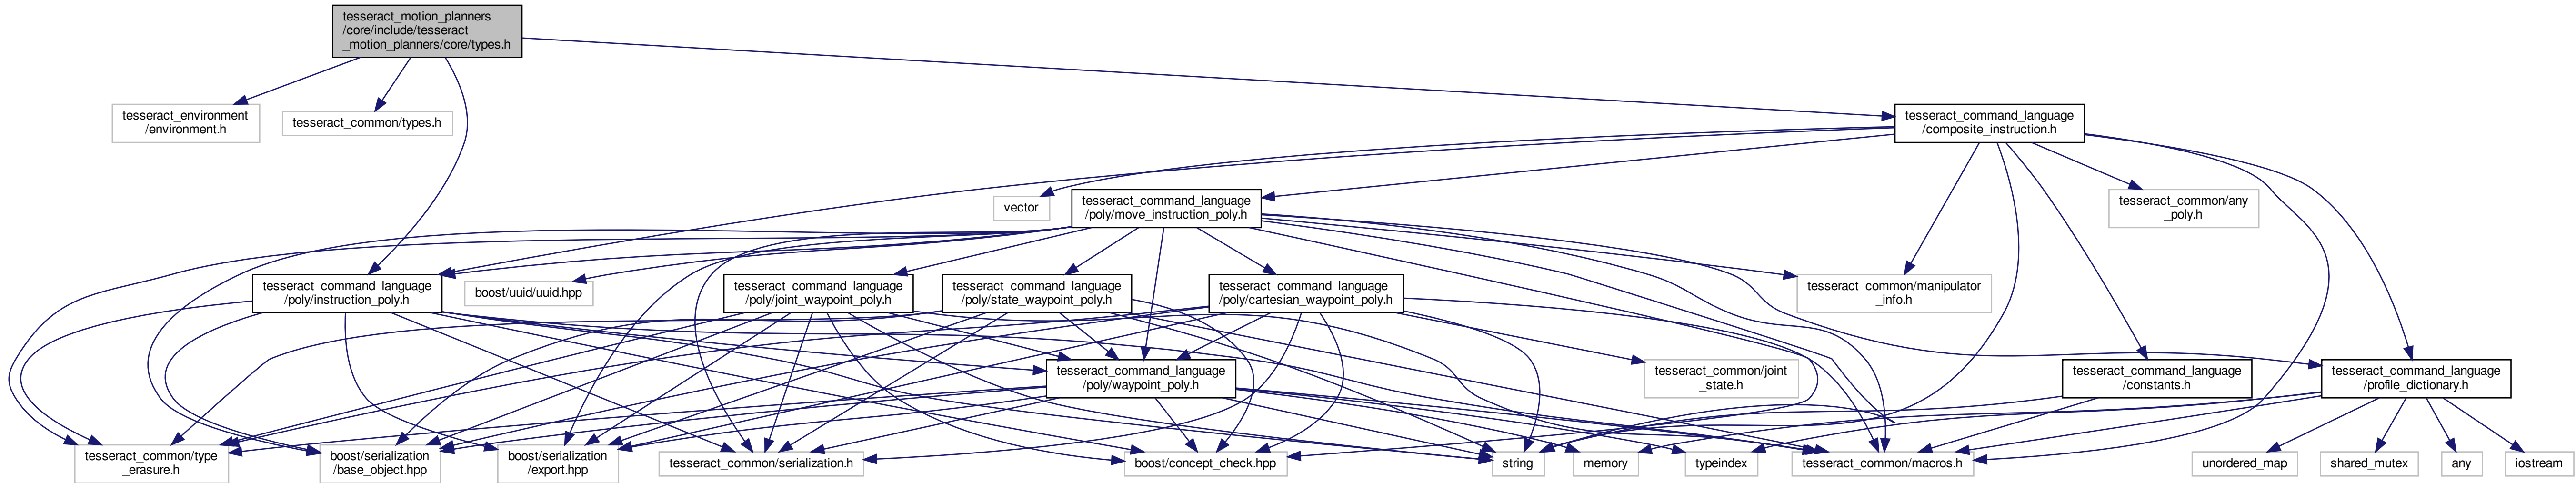 tesseract_motion_planners
/core/include/tesseract
_motion_planners/core/types.h
tesseract_environment
/environment.h
tesseract_common/types.h
tesseract_command_language
/composite_instruction.h
vector
tesseract_command_language
/poly/move_instruction_poly.h
tesseract_common/any
_poly.h
tesseract_command_language
/poly/instruction_poly.h
boost/uuid/uuid.hpp
tesseract_command_language
/poly/joint_waypoint_poly.h
tesseract_command_language
/poly/state_waypoint_poly.h
tesseract_command_language
/poly/cartesian_waypoint_poly.h
tesseract_common/manipulator
_info.h
tesseract_command_language
/poly/waypoint_poly.h
tesseract_common/joint
_state.h
tesseract_command_language
/constants.h
tesseract_command_language
/profile_dictionary.h
tesseract_common/type
_erasure.h
boost/serialization
/base_object.hpp
boost/serialization
/export.hpp
tesseract_common/serialization.h
boost/concept_check.hpp
string
memory
typeindex
tesseract_common/macros.h
unordered_map
shared_mutex
any
iostream